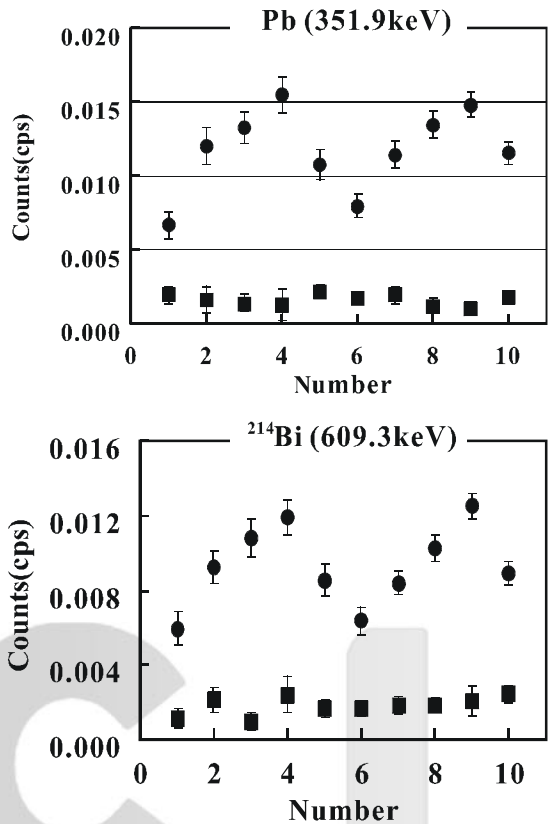 Pb (351.9keV)
0.020
0.015
0.010
0.005
0.000
Counts(cps)
0 2 4 6 8 10
Number
²¹⁴Bi (609.3keV)
0.016
0.012
0.008
0.004
0.000
Counts(cps)
0 2 4 6 8 10
Number